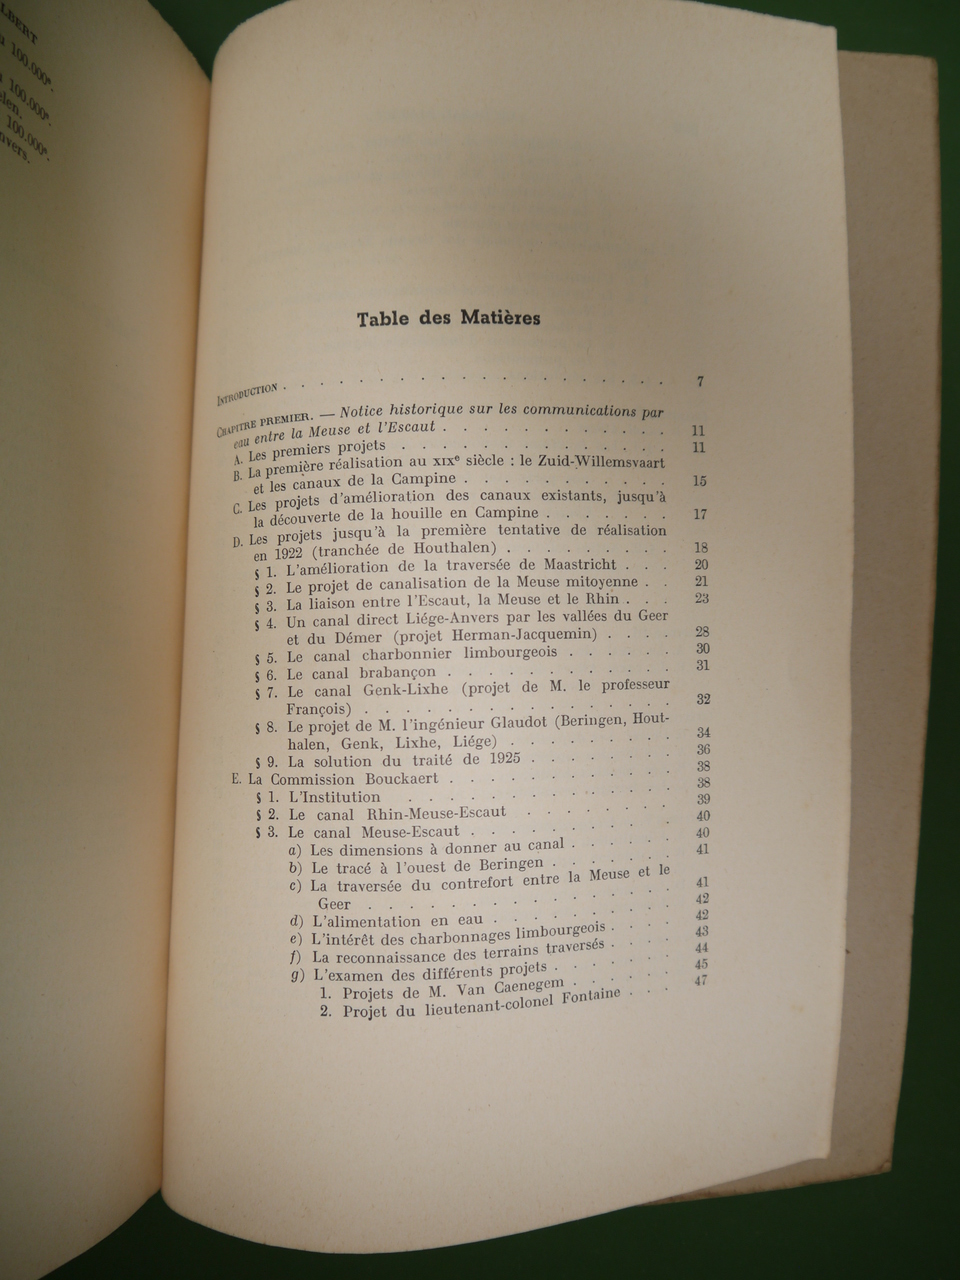 LBERT
100.000e.
100.000e.
elen.
100.000e.
nvers.
Table des Matières
INTRODUCTION . . . . . . . . . . . . . . . . . . . . 7
CHAPITRE PREMIER. — Notice historique sur les communications par
eau entre la Meuse et l'Escaut . . . . . . . . . . . . 11
A. Les premiers projets . . . . . . . . . . . . . . 11
B. La première réalisation au XIXe siècle : le Zuid-Willemsvaart
et les canaux de la Campine . . . . . . . . . . . 15
C. Les projets d'amélioration des canaux existants, jusqu'à
la découverte de la houille en Campine . . . . . . . 17
D. Les projets jusqu'à la première tentative de réalisation
en 1922 (tranchée de Houthalen) . . . . . . . . . 18
§ 1. L'amélioration de la traversée de Maastricht . . . 20
§ 2. Le projet de canalisation de la Meuse mitoyenne . . 21
§ 3. La liaison entre l'Escaut, la Meuse et le Rhin . . . 23
§ 4. Un canal direct Liége-Anvers par les vallées du Geer
et du Démer (projet Herman-Jacquemin) . . . . 28
§ 5. Le canal charbonnier limbourgeois . . . . . . 30
§ 6. Le canal brabançon . . . . . . . . . . . . 31
§ 7. Le canal Genk-Lixhe (projet de M. le professeur
François) . . . . . . . . . . . . . . . . 32
§ 8. Le projet de M. l'ingénieur Glaudot (Beringen, Hout-
halen, Genk, Lixhe, Liége) . . . . . . . . . 34
§ 9. La solution du traité de 1925 . . . . . . . . 36
E. La Commission Bouckaert . . . . . . . . . . . . 38
§ 1. L'Institution . . . . . . . . . . . . . . 38
§ 2. Le canal Rhin-Meuse-Escaut . . . . . . . . 39
§ 3. Le canal Meuse-Escaut . . . . . . . . . . . 40
a) Les dimensions à donner au canal . . . . . . 40
b) Le tracé à l'ouest de Beringen . . . . . . . 41
c) La traversée du contrefort entre la Meuse et le
Geer . . . . . . . . . . . . . . . . 41
d) L'alimentation en eau . . . . . . . . . . 42
e) L'intérêt des charbonnages limbourgeois . . . . 42
f) La reconnaissance des terrains traversés . . . . 43
g) L'examen des différents projets . . . . . . . 44
1. Projets de M. Van Caenegem . . . . . . 45
2. Projet du lieutenant-colonel Fontaine . . . 47